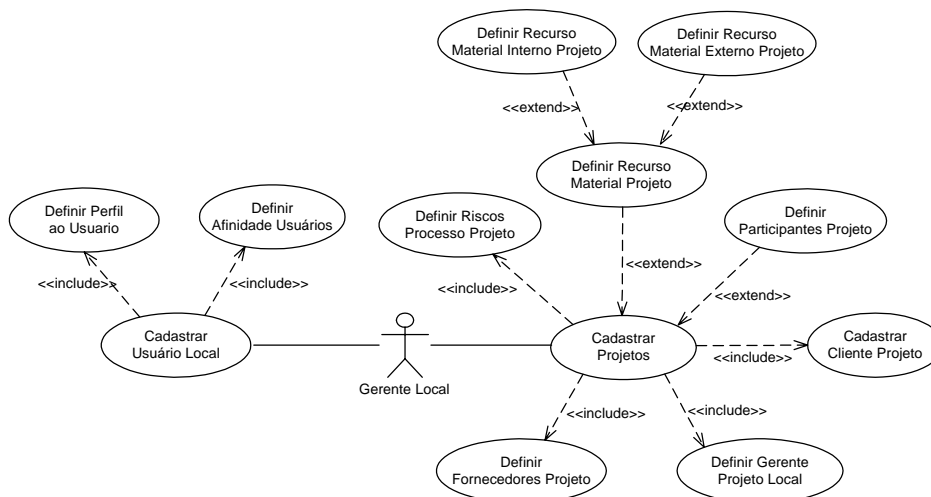 Definir Recurso
Material Interno Projeto
Definir Recurso
Material Externo Projeto
<<extend>>
<<extend>>
Definir Recurso
Material Projeto
Definir Perfil
ao Usuario
Definir
Afinidade Usuários
Definir Riscos
Processo Projeto
Definir
Participantes Projeto
<<include>>
<<include>>
<<include>>
<<extend>>
<<extend>>
Cadastrar
Usuário Local
Gerente Local
Cadastrar
Projetos
<<include>>
Cadastrar
Cliente Projeto
<<include>>
<<include>>
Definir
Fornecedores Projeto
Definir Gerente
Projeto Local